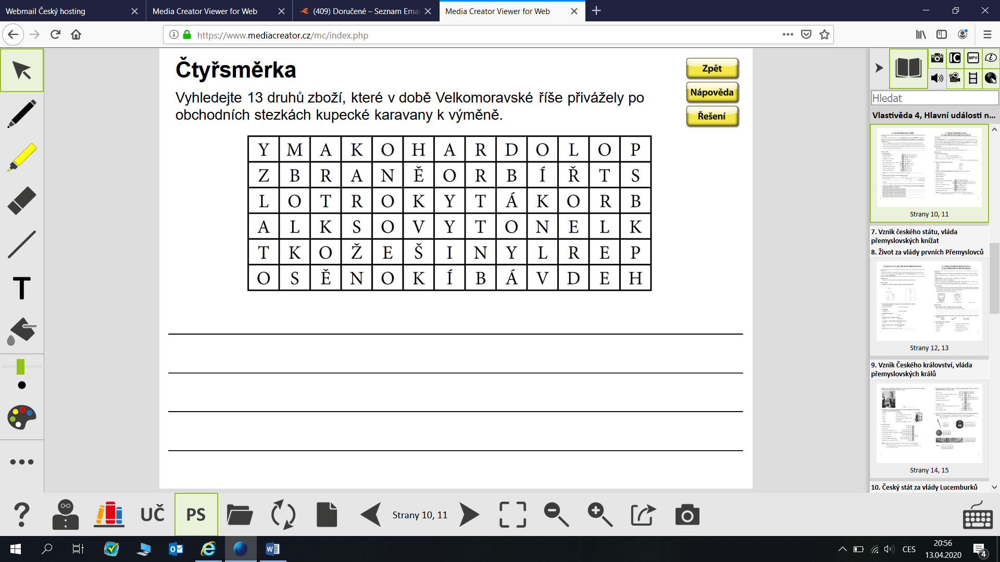 Webmail Český hosting
Media Creator Viewer for Web
(409) Doručené – Seznam Emai
Media Creator Viewer for Web
https://www.mediacreator.cz/mc/index.php
Čtyřsměrka
Vyhledejte 13 druhů zboží, které v době Velkomoravské říše přivážely po
obchodních stezkách kupecké karavany k výměně.
Zpět
Nápověda
Řešení
Y M A K O H A R D O L O P
Z B R A N Ě O R B Í Ř T S
L O T R O K Y T Á K O R B
A L K S O V Y T O N E L K
T K O Ž E Š I N Y L R E P
O S Ě N O K Í B Á V D E H
IC
MPV
Hledat
Vlastivěda 4, Hlavní události n...
Strany 10, 11
7. Vznik českého státu, vláda
přemyslovských knížat
8. Život za vlády prvních Přemyslovců
Strany 12, 13
9. Vznik Českého království, vláda
přemyslovských králů
Strany 14, 15
10. Český stát za vlády Lucemburků
T
?
UČ
PS
Strany 10, 11
CES
20:56
13.04.2020
4